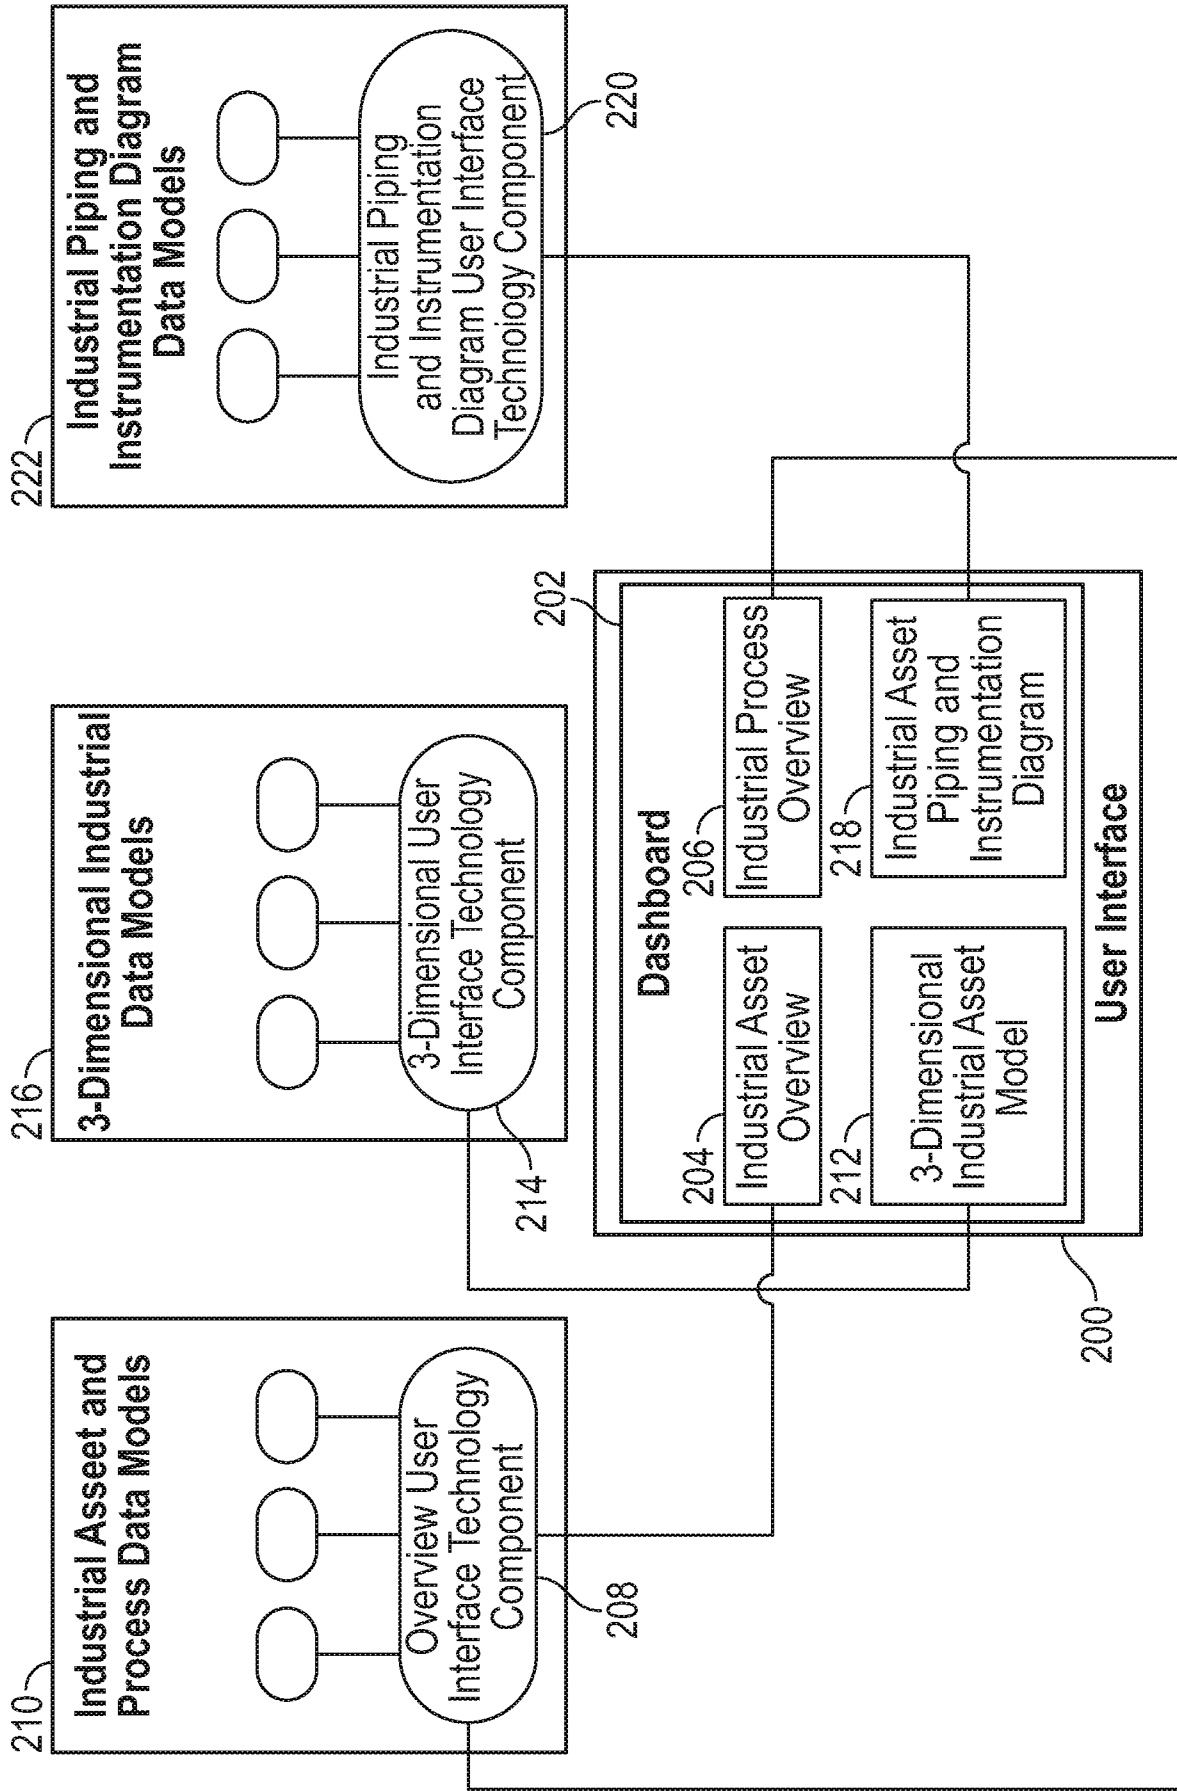 210
Industrial Asset and
Process Data Models
Overview User
Interface Technology
Component
208
216
3-Dimensional Industrial
Data Models
3-Dimensional User
Interface Technology
Component
214
222
Industrial Piping and
Instrumentation Diagram
Data Models
Industrial Piping
and Instrumentation
Diagram User Interface
Technology Component
220
202
Dashboard
204
Industrial Asset
Overview
206
Industrial Process
Overview
212
3-Dimensional
Industrial Asset
Model
218
Industrial Asset
Piping and
Instrumentation
Diagram
User Interface
200